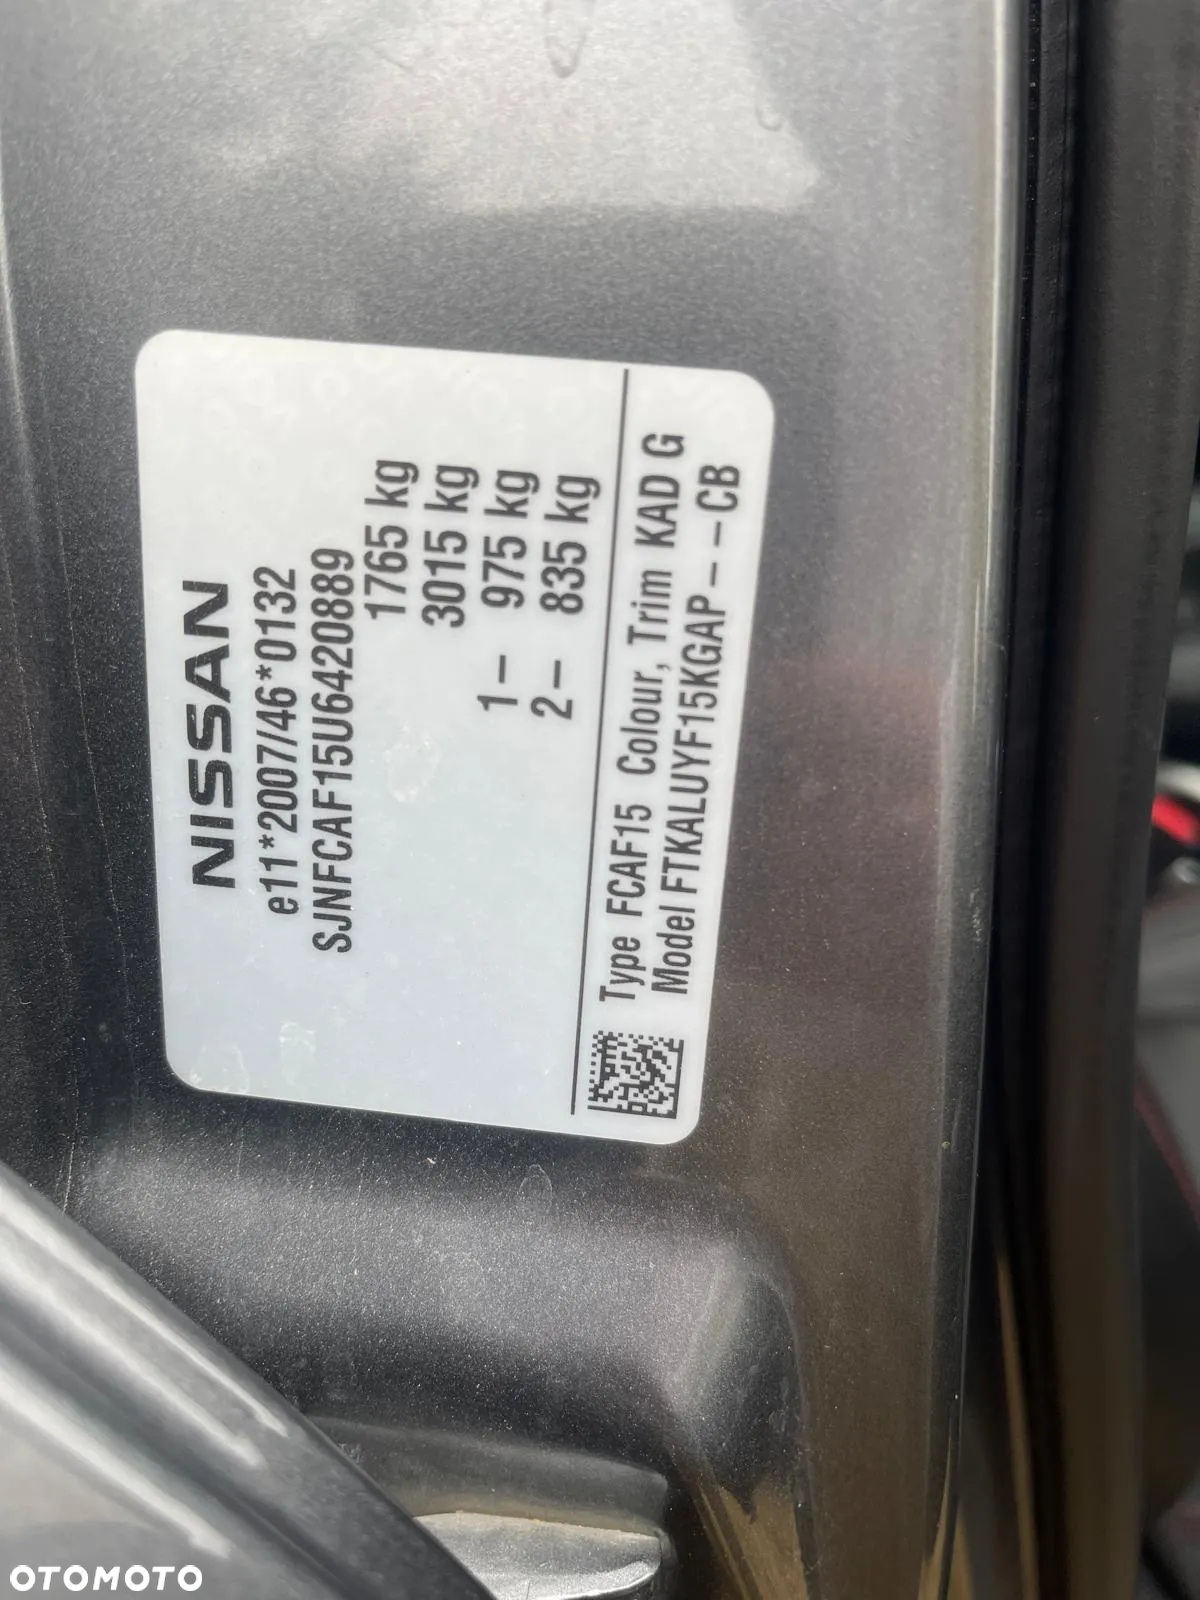 NISSAN
e11*2007/46*0132
SJNFCAF15U6420889
1765 kg
3015 kg
1– 975 kg
2– 835 kg
Type FCAF15 Colour, Trim KAD G
Model FTKALUYF15KGAP–––CB
OTOMOTO